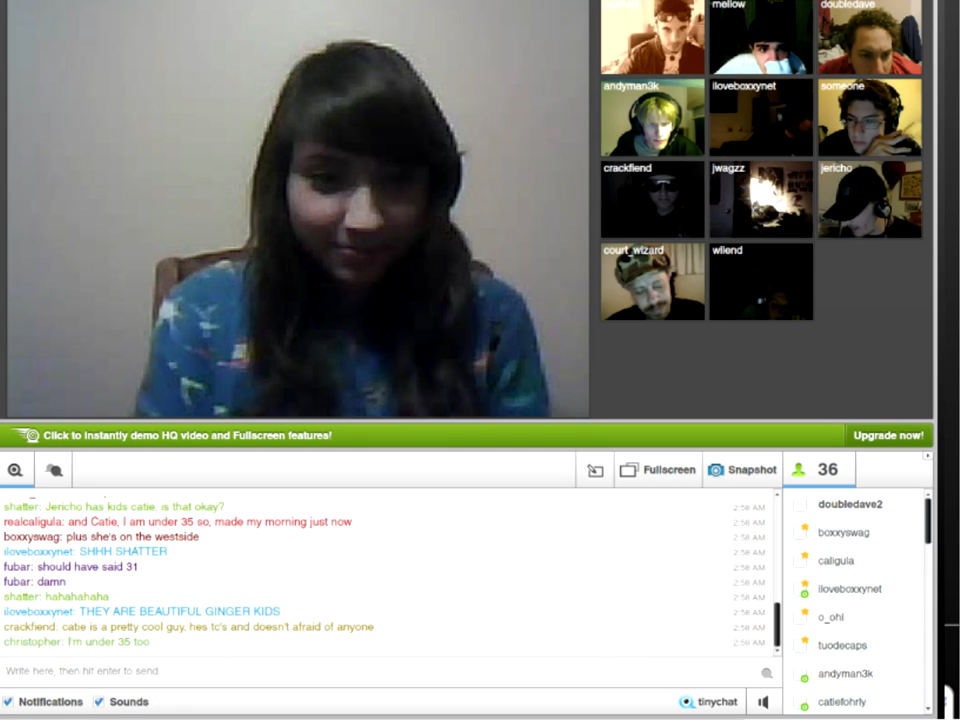 mellow
doubledave
andyman3k
iloveboxxynet
someone
crackfiend
jwagzz
jericho
court_wizard
wilend
Click to instantly demo HQ video and Fullscreen features!
Upgrade now!
Fullscreen
Snapshot
36
shatter: Jericho has kids catie, is that okay? 2:58 AM
realcaligula: and Catie, I am under 35 so, made my morning just now 2:58 AM
boxxyswag: plus she's on the westside 2:58 AM
iloveboxxynet: SHHH SHATTER 2:58 AM
fubar: should have said 31 2:58 AM
fubar: damn 2:58 AM
shatter: hahahahaha 2:58 AM
iloveboxxynet: THEY ARE BEAUTIFUL GINGER KIDS 2:58 AM
crackfiend: catie is a pretty cool guy. hes tc's and doesn't afraid of anyone 2:58 AM
christopher: I'm under 35 too 2:59 AM
doubledave2
boxxyswag
caligula
iloveboxxynet
o_ohi
tuodecaps
andyman3k
catiefohrly
Write here, then hit enter to send.
Notifications
Sounds
tinychat